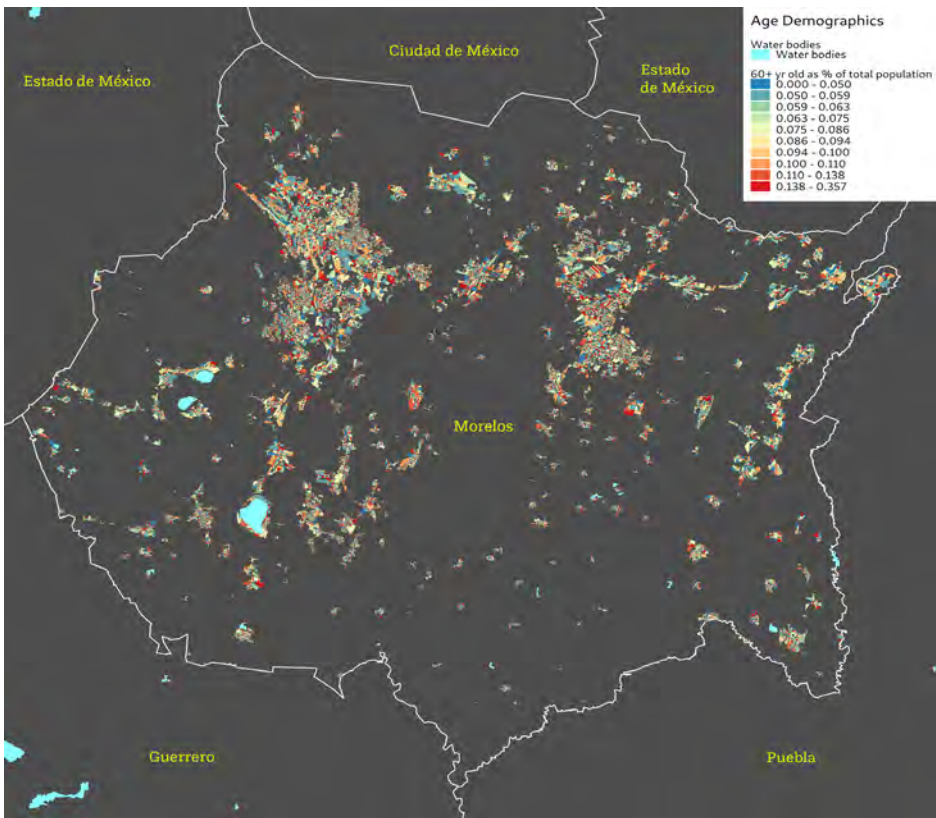 Age Demographics
Water bodies
Water bodies
60+ yr old as % of total population
0.000 - 0.050
0.050 - 0.059
0.059 - 0.063
0.063 - 0.075
0.075 - 0.086
0.086 - 0.094
0.094 - 0.100
0.100 - 0.110
0.110 - 0.138
0.138 - 0.357
Ciudad de México
Estado de México
Estado
de México
Morelos
Guerrero
Puebla